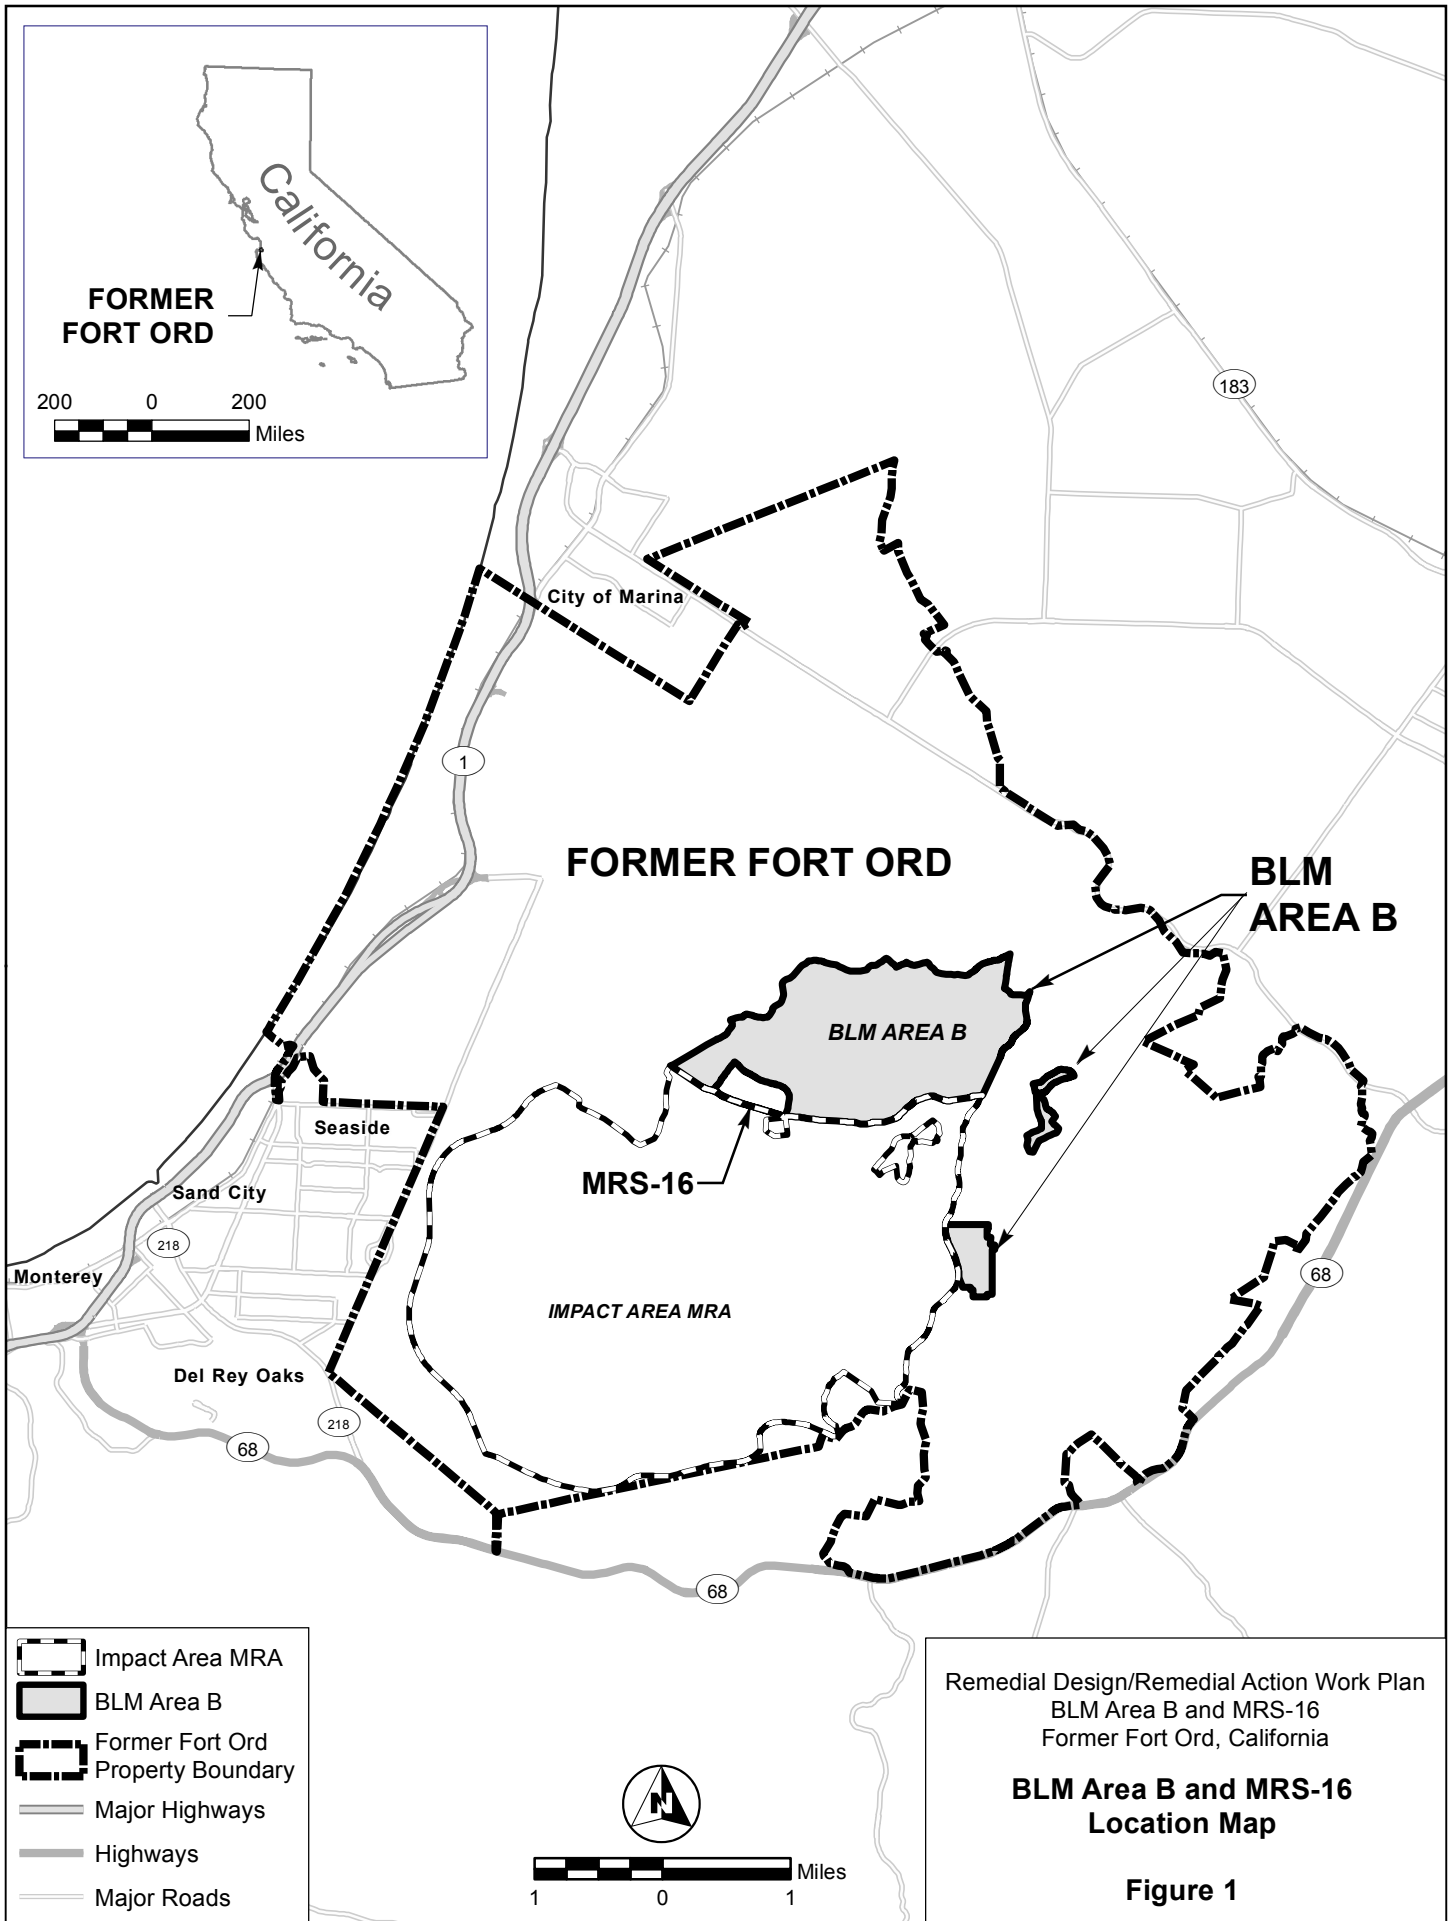 California
FORMER
FORT ORD
200 0 200
Miles
183
City of Marina
1
FORMER FORT ORD
BLM
AREA B
BLM AREA B
Seaside
MRS-16
Sand City
218
Monterey
68
IMPACT AREA MRA
Del Rey Oaks
218
68
68
Impact Area MRA
BLM Area B
Former Fort Ord
Property Boundary
Major Highways
Highways
Major Roads
N
Miles
1 0 1
Remedial Design/Remedial Action Work Plan
BLM Area B and MRS-16
Former Fort Ord, California
BLM Area B and MRS-16
Location Map
Figure 1